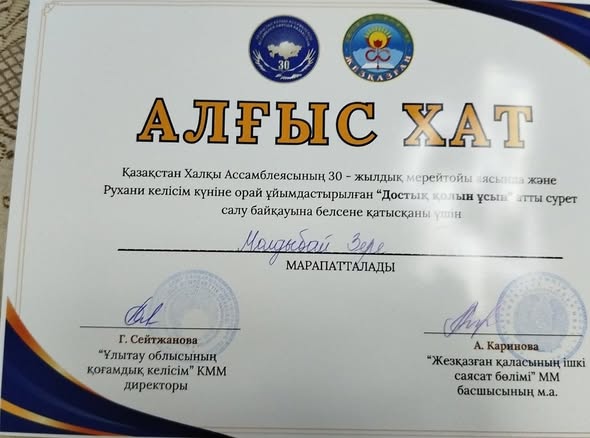 30
ЖЕЗҚАЗҒАН
АЛҒЫС ХАТ
Қазақстан Халқы Ассамблеясының 30 - жылдық мерейтойы аясында және
Рухани келісім күніне орай ұйымдастырылған “Достық қолын ұсын” атты сурет
салу байқауына белсене қатысқаны үшін
Молдыбай Зере
МАРАПАТТАЛАДЫ
Г. Сейтжанова
“Ұлытау облысының
қоғамдық келісім” КММ
директоры
А. Каринова
“Жезқазған қаласының ішкі
саясат бөлімі” ММ
басшысының м.а.